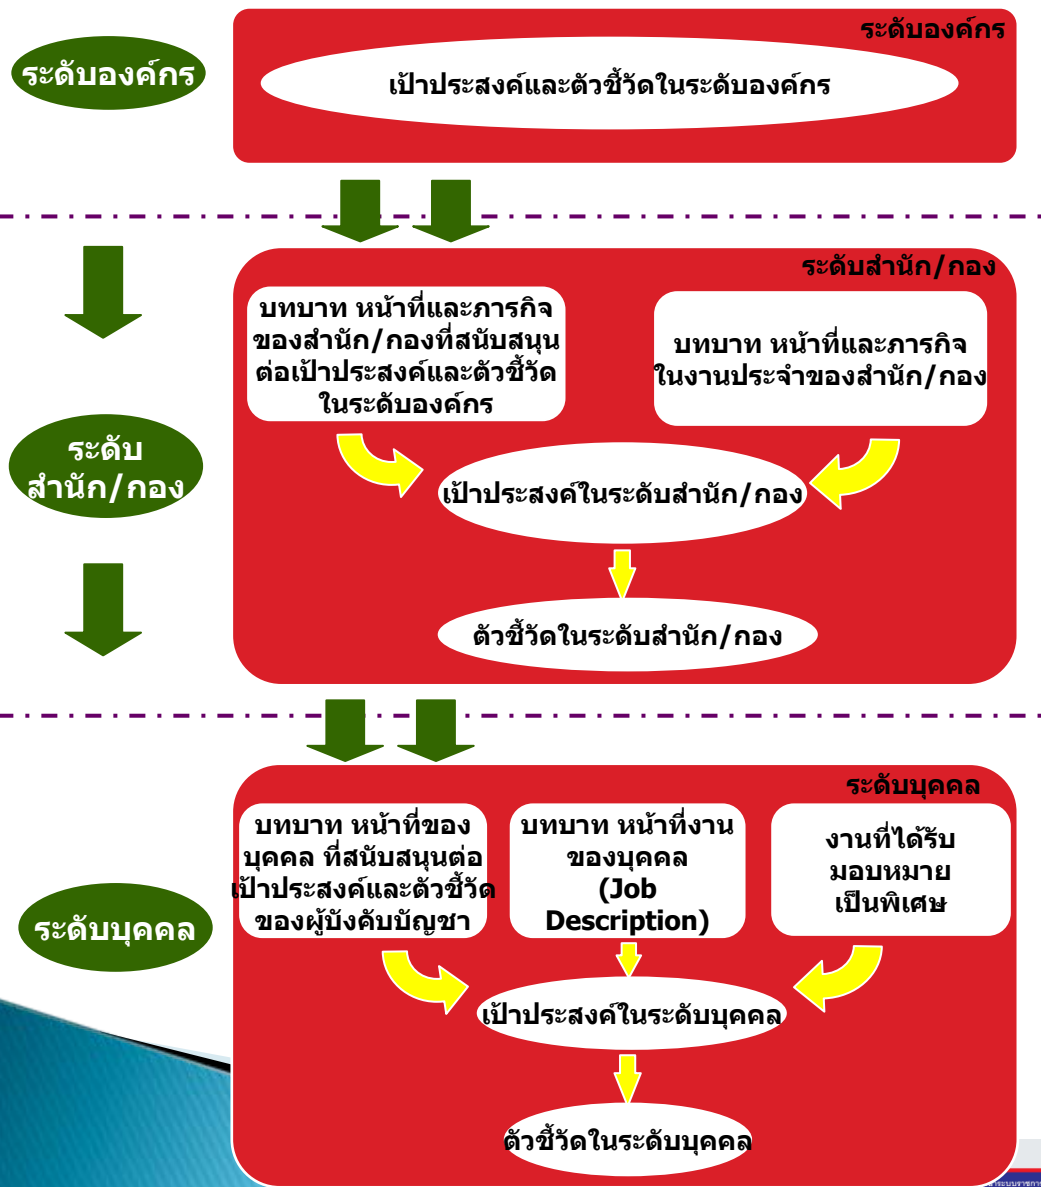 ระดับองค์กร
ระดับองค์กร
เป้าประสงค์และตัวชี้วัดในระดับองค์กร
ระดับสำนัก/กอง
บทบาท หน้าที่และภารกิจ
ของสำนัก/กองที่สนับสนุน
ต่อเป้าประสงค์และตัวชี้วัด
ในระดับองค์กร
บทบาท หน้าที่และภารกิจ
ในงานประจำของสำนัก/กอง
ระดับ
สำนัก/กอง
เป้าประสงค์ในระดับสำนัก/กอง
ตัวชี้วัดในระดับสำนัก/กอง
ระดับบุคคล
บทบาท หน้าที่ของ
บุคคล ที่สนับสนุนต่อ
เป้าประสงค์และตัวชี้วัด
ของผู้บังคับบัญชา
บทบาท หน้าที่งาน
ของบุคคล
(Job
Description)
งานที่ได้รับ
มอบหมาย
เป็นพิเศษ
ระดับบุคคล
เป้าประสงค์ในระดับบุคคล
ตัวชี้วัดในระดับบุคคล